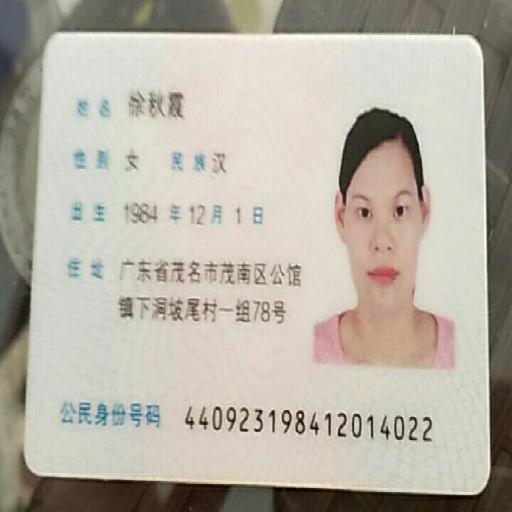 姓名 徐秋霞
性别 女 民族 汉
出生 1984 年 12 月 1 日
住址 广东省茂名市茂南区公馆
镇下洞坡尾村一组78号
公民身份号码 440923198412014022